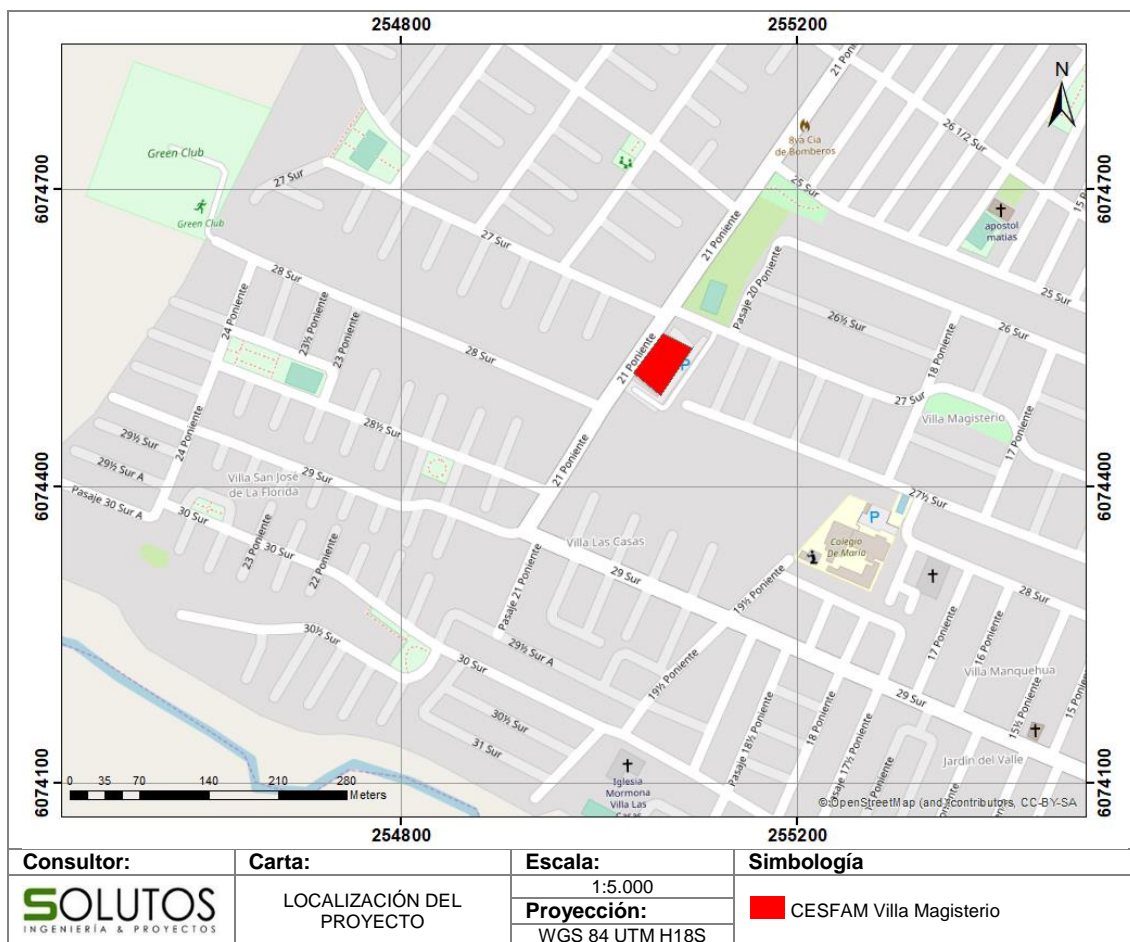 254800
255200
6074700
6074700
6074400
6074400
6074100
6074100
254800
255200
N
21 Poniente
8va Cia
de Bomberos
26 1/2 Sur
Green Club
Green Club
27 Sur
25 Sur
15 P
apostol
matias
27 Sur
21 Poniente
Pasaje 20 Poniente
25 Sur
28 Sur
24 Poniente
23½ Poniente
23 Poniente
28 Sur
21 Poniente
P
26½ Sur
26 Sur
18 Poniente
27 Sur
Villa Magisterio
17 Poniente
28½ Sur
29½ Sur
29½ Sur A
24 Poniente
29 Sur
Villa San José
de La Florida
21 Poniente
Pasaje 30 Sur A
30 Sur
23 Poniente
30 Sur
22 Poniente
Villa Las Casas
29 Sur
27½ Sur
P
Colegio
De Maria
Pasaje 21 Poniente
19½ Poniente
28 Sur
30½ Sur
29½ Sur A
30 Sur
19½ Poniente
17 Poniente
16 Poniente
Villa Manquehua
29 Sur
15½ Poniente
15 Poniente
30½ Sur
31 Sur
Pasaje 18½ Poniente
18 Poniente
Pasaje 17½ Poniente
Poniente
Jardin del Valle
Iglesia
Mormona
Villa Las
Casas
0 35 70 140 210 280
Meters
© OpenStreetMap (and) contributors, CC-BY-SA
Consultor:
Carta:
Escala:
Simbología
SOLUTOS
INGENIERÍA & PROYECTOS
LOCALIZACIÓN DEL
PROYECTO
1:5.000
Proyección:
WGS 84 UTM H18S
CESFAM Villa Magisterio